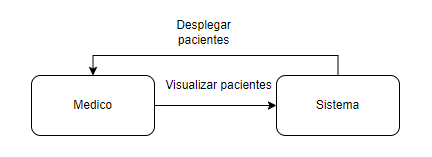 Desplegar
pacientes
Visualizar pacientes
Medico
Sistema